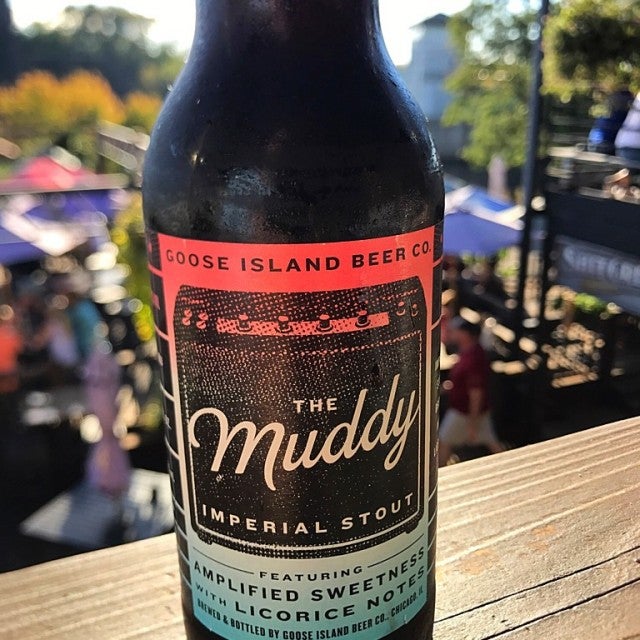 GOOSE ISLAND BEER CO.
THE
Muddy
IMPERIAL STOUT
FEATURING
AMPLIFIED SWEETNESS
WITH LICORICE NOTES
BREWED & BOTTLED BY GOOSE ISLAND BEER CO., CHICAGO, IL